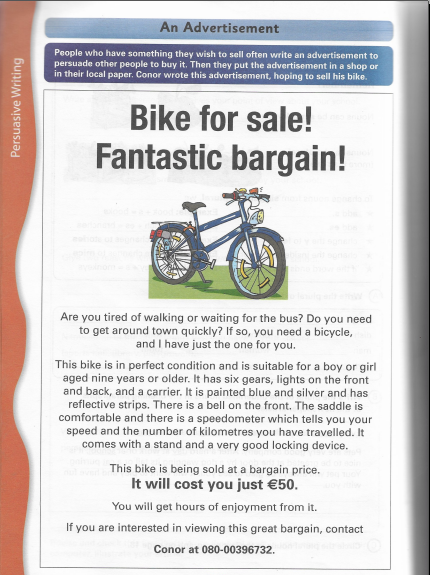 An Advertisement
People who have something they wish to sell often write an advertisement to
persuade other people to buy it. Then they put the advertisement in a shop or
in their local paper. Conor wrote this advertisement, hoping to sell his bike.
Persuasive Writing
Bike for sale!
Fantastic bargain!
Are you tired of walking or waiting for the bus? Do you need
to get around town quickly? If so, you need a bicycle,
and I have just the one for you.
This bike is in perfect condition and is suitable for a boy or girl
aged nine years or older. It has six gears, lights on the front
and back, and a carrier. It is painted blue and silver and has
reflective strips. There is a bell on the front. The saddle is
comfortable and there is a speedometer which tells you your
speed and the number of kilometres you have travelled. It
comes with a stand and a very good locking device.
This bike is being sold at a bargain price.
It will cost you just €50.
You will get hours of enjoyment from it.
If you are interested in viewing this great bargain, contact
Conor at 080-00396732.